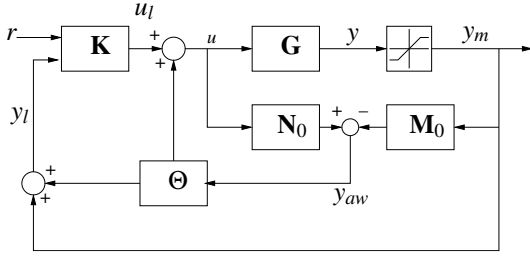 u_l
r K + + u G y y_m
y_l
N_0 + − M_0
+ + Θ y_aw